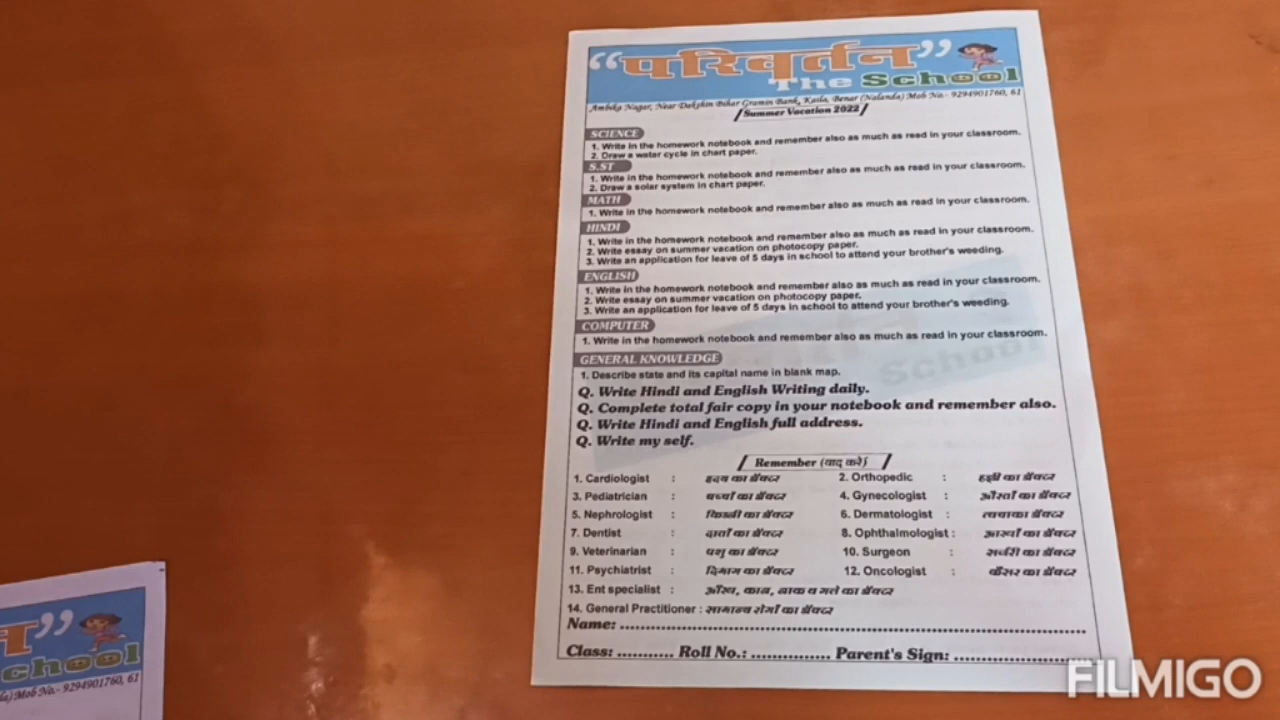 “परिवर्तन”
The School
Ambika Nagar, Near Dakshin Bihar Gramin Bank, Kaila, Benar (Nalanda) Mob No.- 9294901760, 61
Summer Vacation 2022
SCIENCE
1. Write in the homework notebook and remember also as much as read in your classroom.
2. Draw a water cycle in chart paper.
S.ST
1. Write in the homework notebook and remember also as much as read in your classroom.
2. Draw a solar system in chart paper.
MATH
1. Write in the homework notebook and remember also as much as read in your classroom.
HINDI
1. Write in the homework notebook and remember also as much as read in your classroom.
2. Write essay on summer vacation on photocopy paper.
3. Write an application for leave of 5 days in school to attend your brother's weeding.
ENGLISH
1. Write in the homework notebook and remember also as much as read in your classroom.
2. Write essay on summer vacation on photocopy paper.
3. Write an application for leave of 5 days in school to attend your brother's weeding.
COMPUTER
1. Write in the homework notebook and remember also as much as read in your classroom.
GENERAL KNOWLEDGE
1. Describe state and its capital name in blank map.
Q. Write Hindi and English Writing daily.
Q. Complete total fair copy in your notebook and remember also.
Q. Write Hindi and English full address.
Q. Write my self.
Remember (याद करे)
1. Cardiologist : हृदय का डॉक्टर 2. Orthopedic : हड्डी का डॉक्टर
3. Pediatrician : बच्चों का डॉक्टर 4. Gynecologist : औरतों का डॉक्टर
5. Nephrologist : किडनी का डॉक्टर 6. Dermatologist : त्वचा का डॉक्टर
7. Dentist : दातों का डॉक्टर 8. Ophthalmologist : आखों का डॉक्टर
9. Veterinarian : पशु का डॉक्टर 10. Surgeon : सर्जरी का डॉक्टर
11. Psychiatrist : दिमाग का डॉक्टर 12. Oncologist : कैंसर का डॉक्टर
13. Ent specialist : आँख, कान, नाक व गले का डॉक्टर
14. General Practitioner : सामान्य रोगों का डॉक्टर
Name: ....................
Class: ........... Roll No.: ............... Parent's Sign: ......................
न”
chool
da) Mob No.- 9294901760, 61
FILMIGO